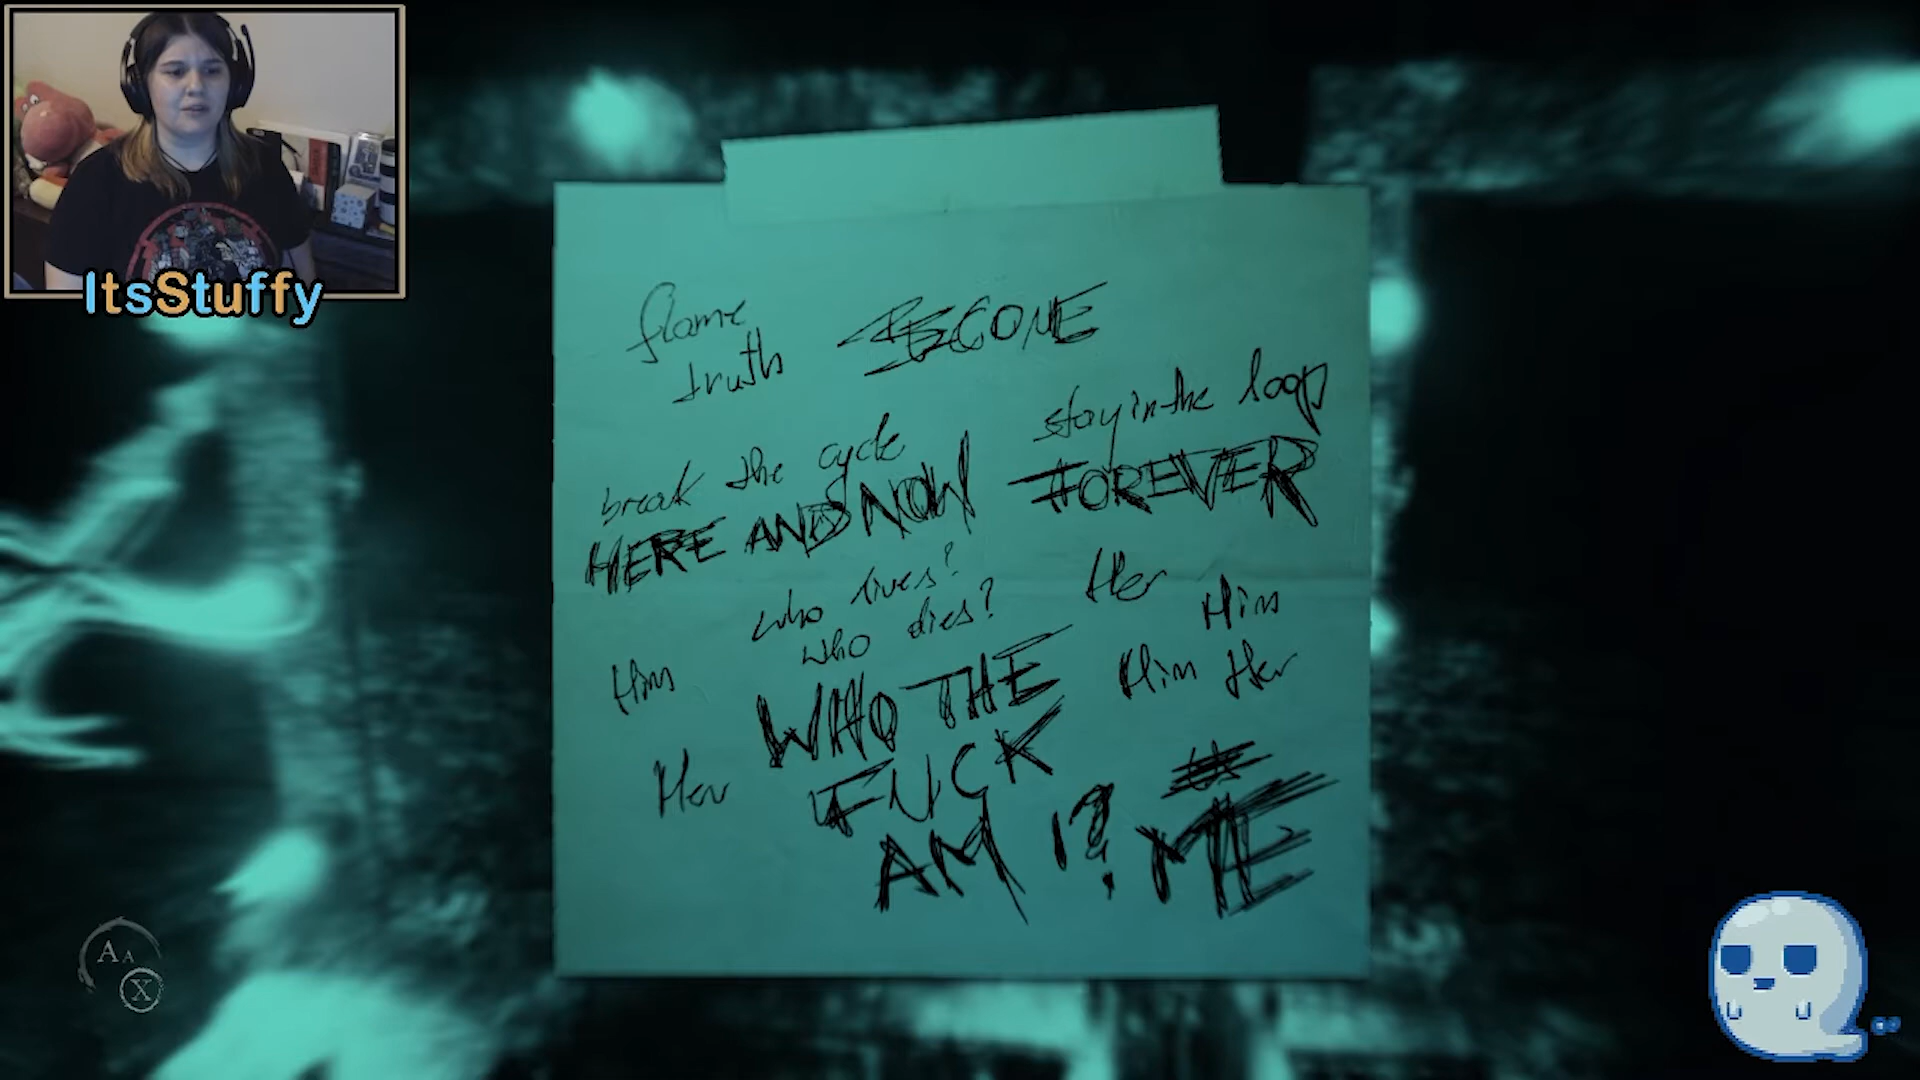 ItsStuffy
flame
truth
BECOME
break the cycle
HERE AND NOW
stay in the loop
FOREVER
who lives?
who dies?
Her
Him
Him
Him Her
WHO THE
FUCK
AM I?
Her
ME
A A
X